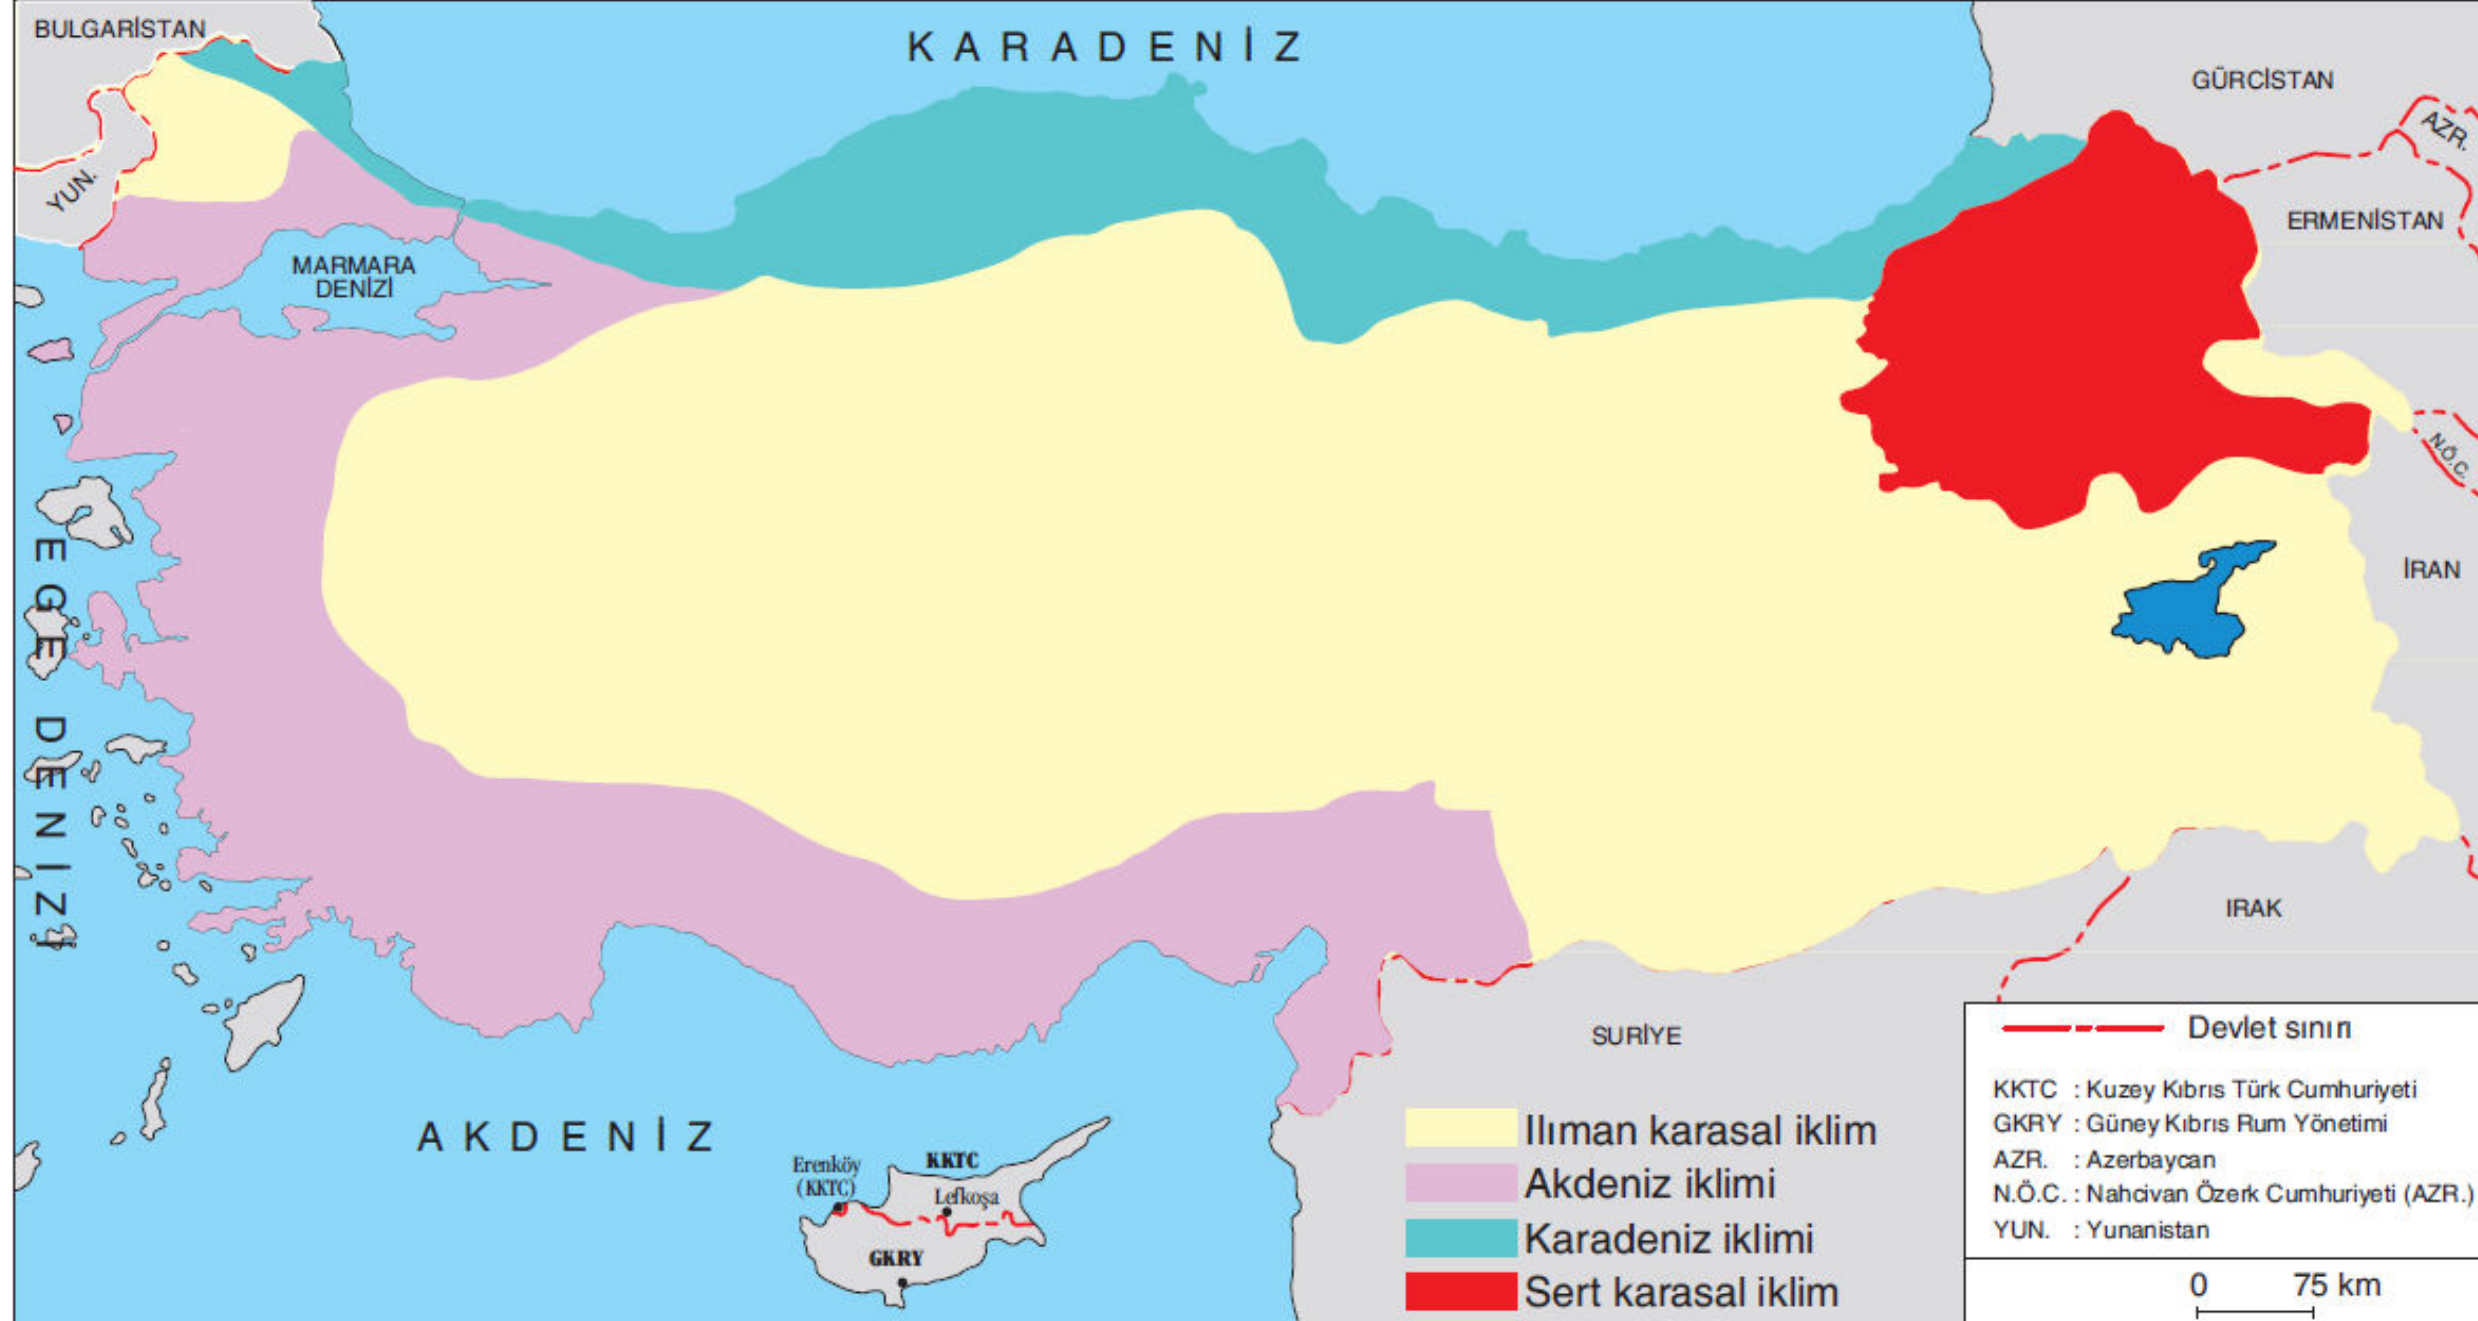 BULGARİSTAN
KARADENİZ
GÜRCİSTAN
AZR.
YUN.
ERMENİSTAN
MARMARA
DENİZİ
N.Ö.C.
EGE DENİZİ
İRAN
IRAK
SURİYE
AKDENİZ
Erenköy
(KKTC)
KKTC
Lefkoşa
GKRY
Ilıman karasal iklim
Akdeniz iklimi
Karadeniz iklimi
Sert karasal iklim
Devlet sınırı
KKTC : Kuzey Kıbrıs Türk Cumhuriyeti
GKRY : Güney Kıbrıs Rum Yönetimi
AZR. : Azerbaycan
N.Ö.C. : Nahcivan Özerk Cumhuriyeti (AZR.)
YUN. : Yunanistan
0 75 km